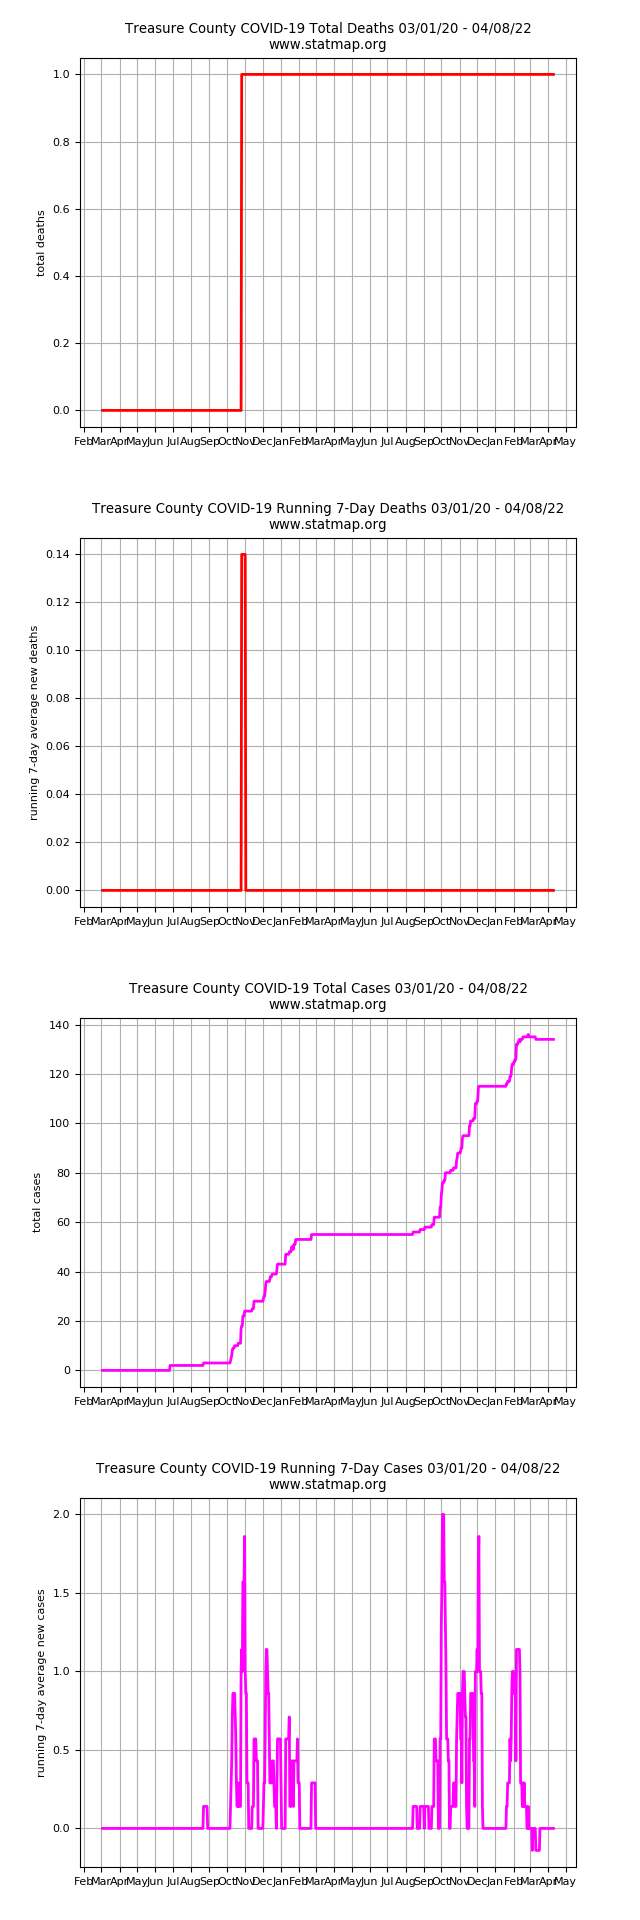 Treasure County COVID-19 Total Deaths 03/01/20 - 04/08/22
www.statmap.org
1.0
0.8
0.6
0.4
0.2
0.0
total deaths
Feb Mar Apr May Jun Jul Aug Sep Oct Nov Dec Jan Feb Mar Apr May Jun Jul Aug Sep Oct Nov Dec Jan Feb Mar Apr May
Treasure County COVID-19 Running 7-Day Deaths 03/01/20 - 04/08/22
www.statmap.org
0.14
0.12
0.10
0.08
0.06
0.04
0.02
0.00
running 7-day average new deaths
Feb Mar Apr May Jun Jul Aug Sep Oct Nov Dec Jan Feb Mar Apr May Jun Jul Aug Sep Oct Nov Dec Jan Feb Mar Apr May
Treasure County COVID-19 Total Cases 03/01/20 - 04/08/22
www.statmap.org
140
120
100
80
60
40
20
0
total cases
Feb Mar Apr May Jun Jul Aug Sep Oct Nov Dec Jan Feb Mar Apr May Jun Jul Aug Sep Oct Nov Dec Jan Feb Mar Apr May
Treasure County COVID-19 Running 7-Day Cases 03/01/20 - 04/08/22
www.statmap.org
2.0
1.5
1.0
0.5
0.0
running 7-day average new cases
Feb Mar Apr May Jun Jul Aug Sep Oct Nov Dec Jan Feb Mar Apr May Jun Jul Aug Sep Oct Nov Dec Jan Feb Mar Apr May